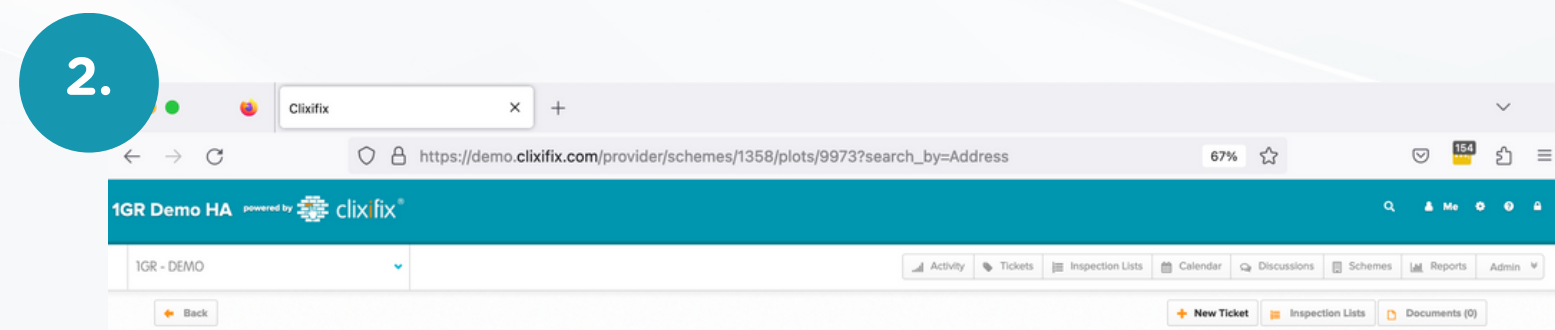 2.
Clixifix
https://demo.clixifix.com/provider/schemes/1358/plots/9973?search_by=Address 67% 154
1GR Demo HA powered by clixifix® Me
1GR - DEMO Activity Tickets Inspection Lists Calendar Discussions Schemes Reports Admin
Back New Ticket Inspection Lists Documents (0)